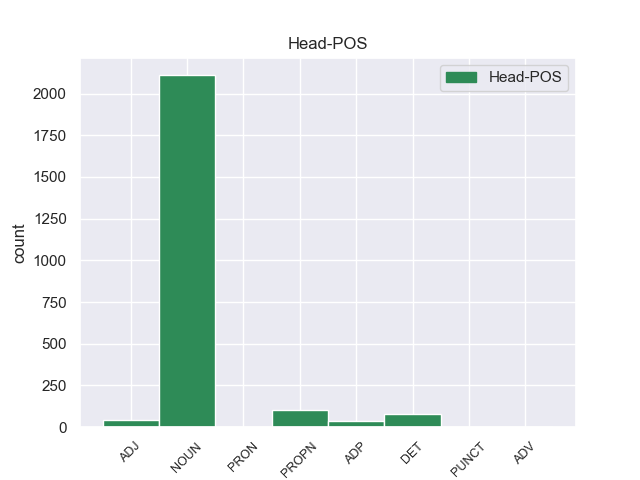 Head-POS
Head-POS
count
2000
1750
1500
1250
1000
750
500
250
0
ADJ
NOUN
PRON
PROPN
ADP
DET
PUNCT
ADV